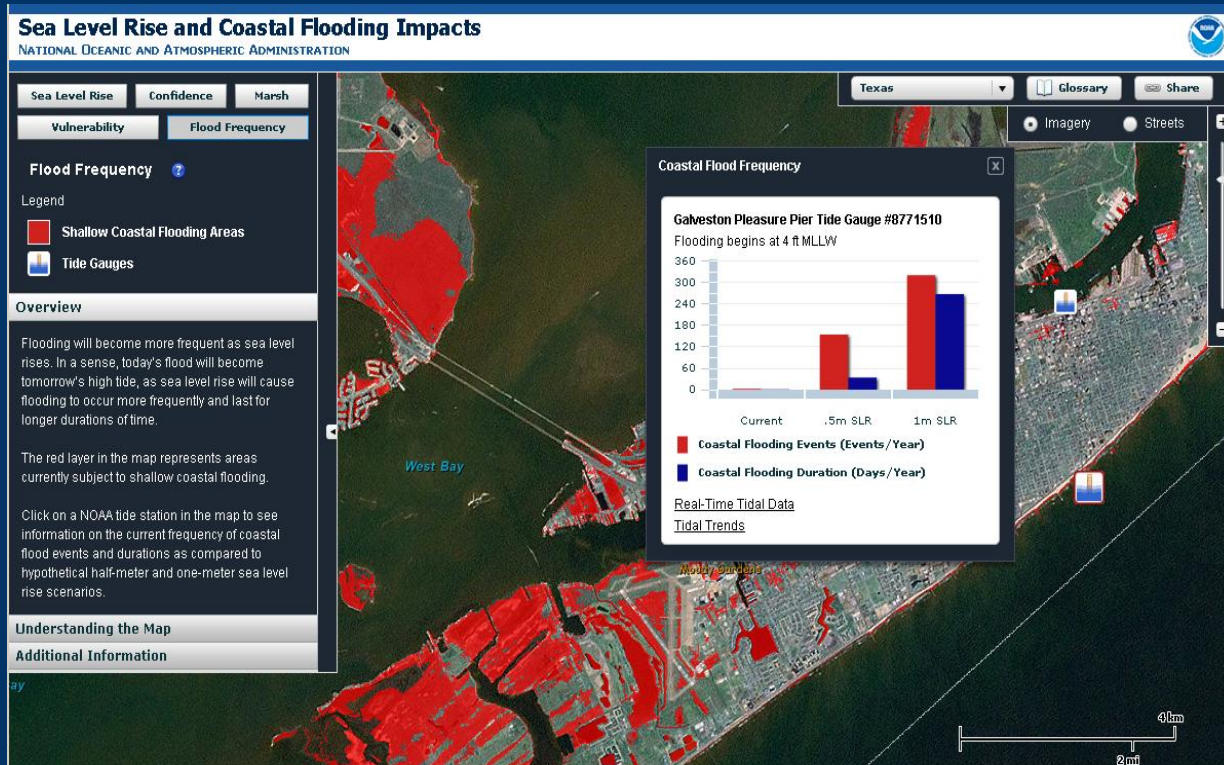 Sea Level Rise and Coastal Flooding Impacts
NATIONAL OCEANIC AND ATMOSPHERIC ADMINISTRATION
NOAA
Sea Level Rise
Confidence
Marsh
Vulnerability
Flood Frequency
Flood Frequency ?
Legend
Shallow Coastal Flooding Areas
Tide Gauges
Overview
Flooding will become more frequent as sea level
rises. In a sense, today's flood will become
tomorrow's high tide, as sea level rise will cause
flooding to occur more frequently and last for
longer durations of time.
The red layer in the map represents areas
currently subject to shallow coastal flooding.
Click on a NOAA tide station in the map to see
information on the current frequency of coastal
flood events and durations as compared to
hypothetical half-meter and one-meter sea level
rise scenarios.
Understanding the Map
Additional Information
Texas
Glossary
Share
Imagery
Streets
Coastal Flood Frequency
X
Galveston Pleasure Pier Tide Gauge #8771510
Flooding begins at 4 ft MLLW
360
300
240
180
120
60
0
Current .5m SLR 1m SLR
Coastal Flooding Events (Events/Year)
Coastal Flooding Duration (Days/Year)
Real-Time Tidal Data
Tidal Trends
West Bay
Moody Gardens
ay
4 km
2 mi